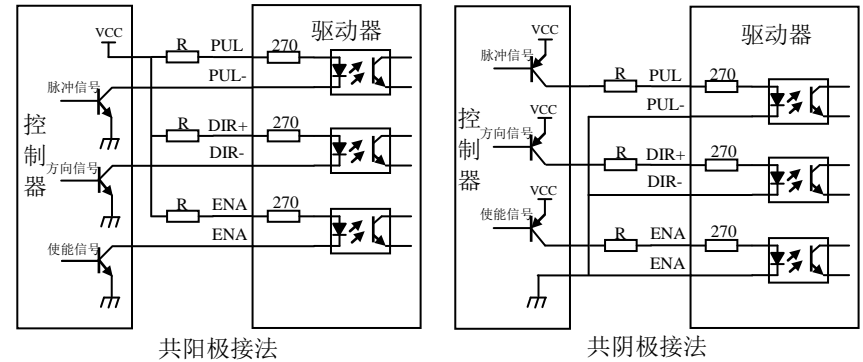 VCC
R PUL 270
驱动器
PUL-
脉冲信号
控制器
R DIR+ 270
DIR-
方向信号
R ENA 270
ENA
使能信号
共阳极接法
VCC
驱动器
脉冲信号
R PUL 270
PUL-
VCC
控制器
方向信号
R DIR+ 270
DIR-
VCC
使能信号
R ENA 270
ENA
共阴极接法